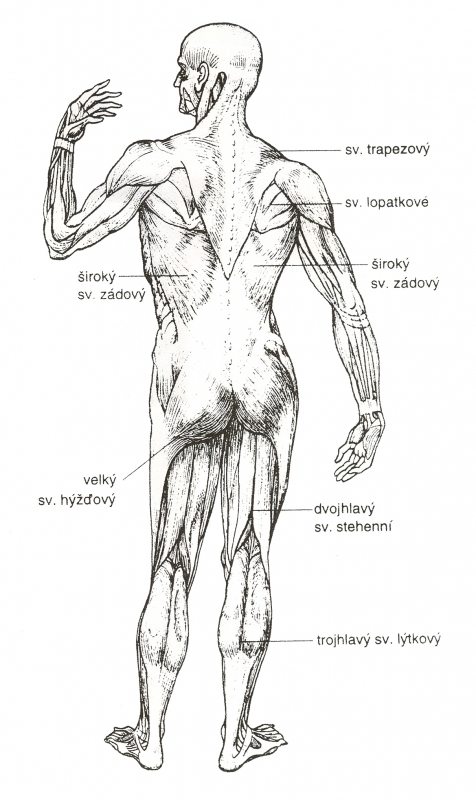 sv. trapezový
sv. lopatkové
široký
sv. zádový
široký
sv. zádový
velký
sv. hýžďový
dvojhlavý
sv. stehenní
trojhlavý sv. lýtkový